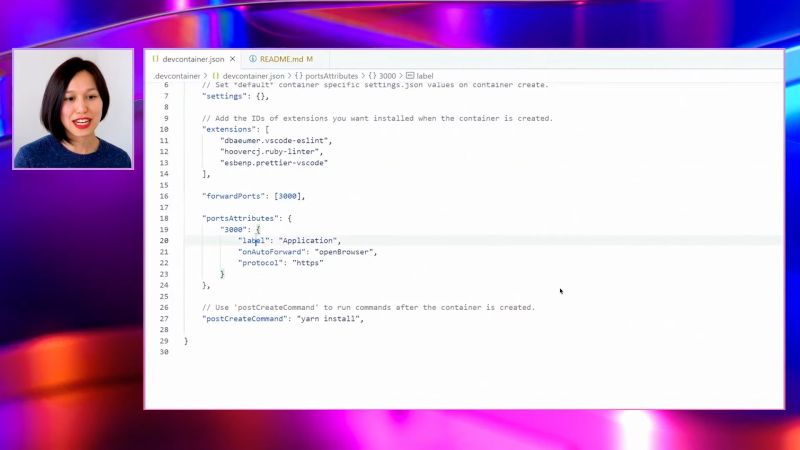 devcontainer.json
README.md M
.devcontainer > devcontainer.json > portsAttributes > 3000 > label
6 // Set *default* container specific settings.json values on container create.
7 "settings": {},
8
9 // Add the IDs of extensions you want installed when the container is created.
10 "extensions": [
11 "dbaeumer.vscode-eslint",
12 "hoovercj.ruby-linter",
13 "esbenp.prettier-vscode"
14 ],
15
16 "forwardPorts": [3000],
17
18 "portsAttributes": {
19 "3000": {
20 "label": "Application",
21 "onAutoForward": "openBrowser",
22 "protocol": "https"
23 }
24 },
25
26 // Use 'postCreateCommand' to run commands after the container is created.
27 "postCreateCommand": "yarn install",
28
29 }
30